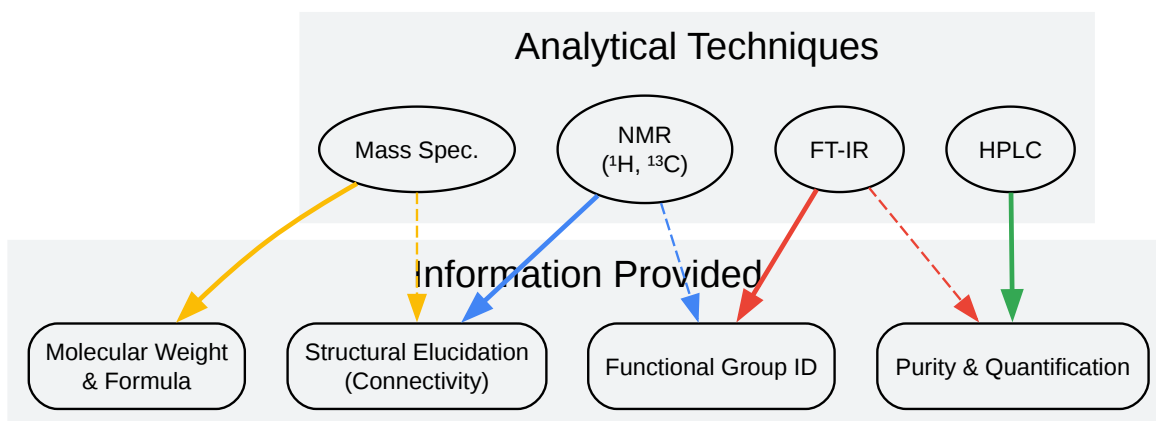 Analytical Techniques
Mass Spec.
NMR
(¹H, ¹³C)
FT-IR
HPLC
Information Provided
Molecular Weight
& Formula
Structural Elucidation
(Connectivity)
Functional Group ID
Purity & Quantification